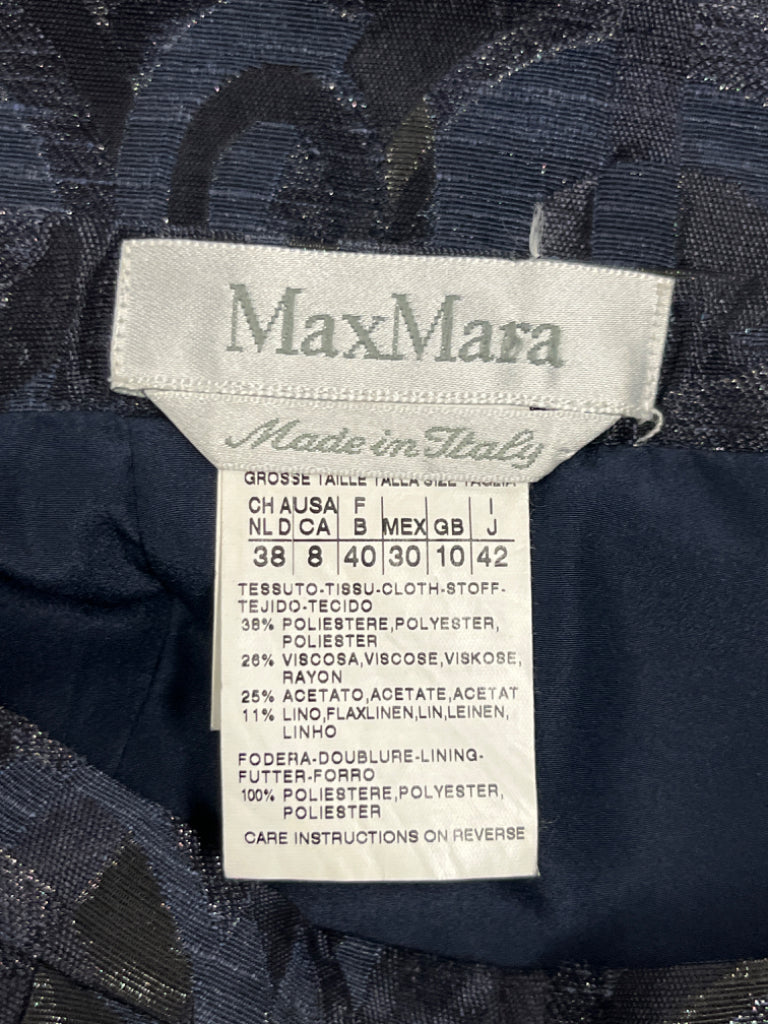 MaxMara
Made in Italy
GROSSE TAILLE TALLA SIZE TAGLIA
CH A USA F I
NL D CA B MEX GB J
38 8 40 30 10 42
TESSUTO-TISSU-CLOTH-STOFF-
TEJIDO-TECIDO
38% POLIESTERE,POLYESTER,
POLIESTER
26% VISCOSA,VISCOSE,VISKOSE,
RAYON
25% ACETATO,ACETATE,ACETAT
11% LINO,FLAXLINEN,LIN,LEINEN,
LINHO
FODERA-DOUBLURE-LINING-
FUTTER-FORRO
100% POLIESTERE,POLYESTER,
POLIESTER
CARE INSTRUCTIONS ON REVERSE